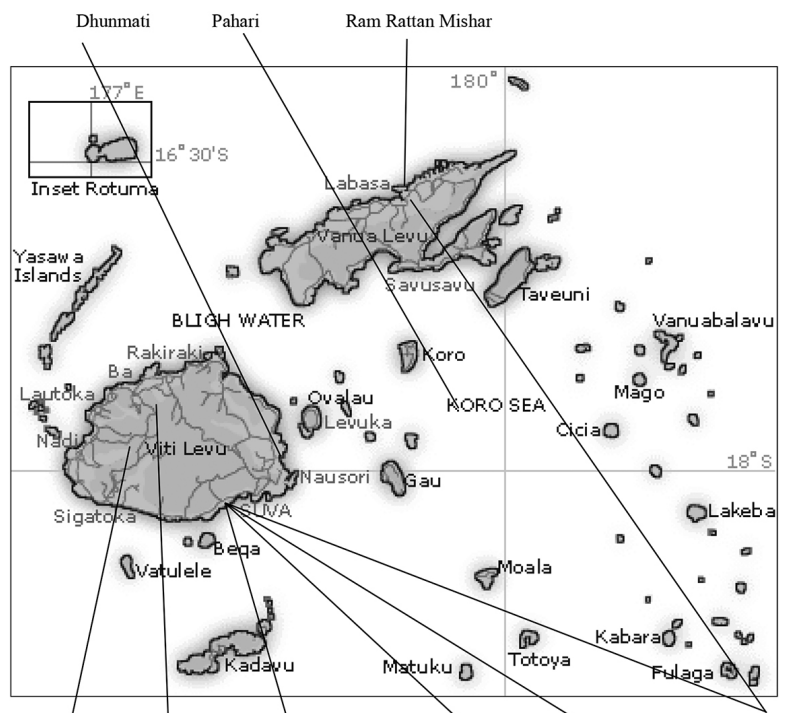 Dhunmati Pahari Ram Rattan Mishar
180°
177°E
16°30'S
Inset Rotuma
Labasa
Vanua Levu
Yasawa
Islands
Savusavu
Taveuni
BLIGH WATER
Vanuabalavu
Rakiraki
Koro
Ba
Lautoka
Ovalau
Mago
KORO SEA
Levuka
Cicia
Nadi
Viti Levu
18°S
Nausori
Gau
Sigatoka
SUVA
Lakeba
Beqa
Vatulele
Moala
Kabara
Totoya
Kadavu
Matuku
Fulaga